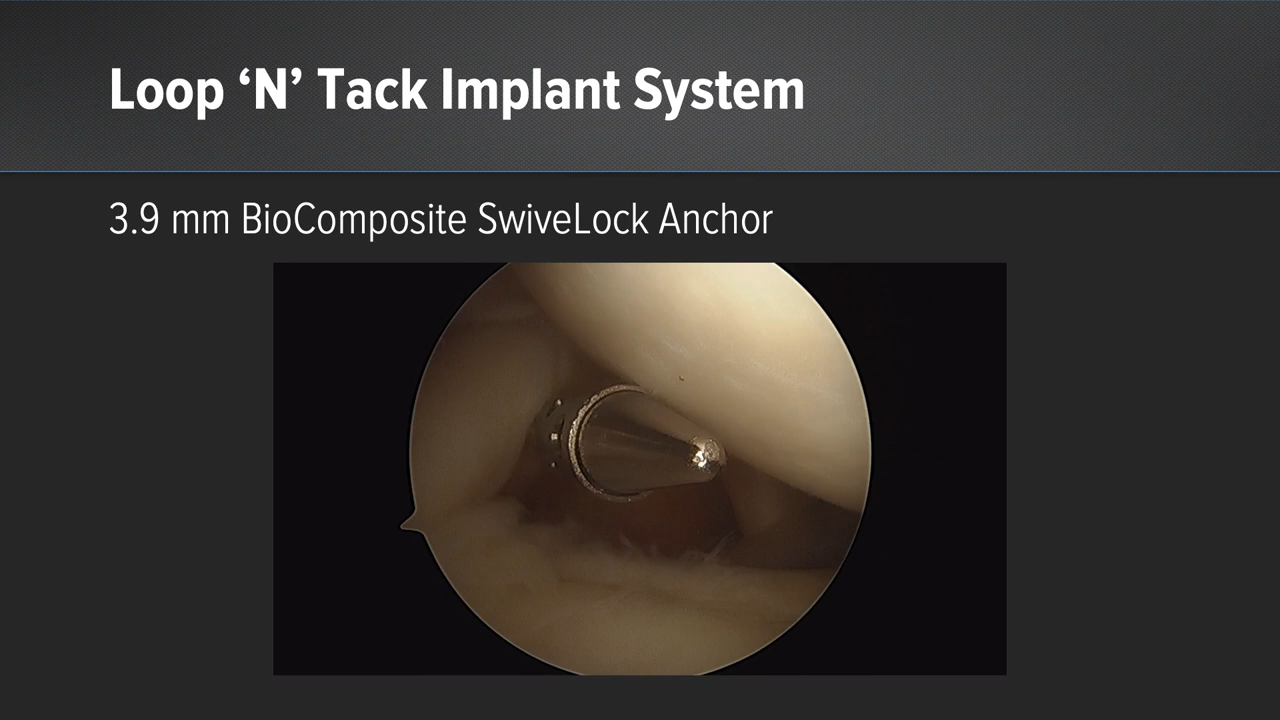 Loop ‘N’ Tack Implant System
3.9 mm BioComposite SwiveLock Anchor